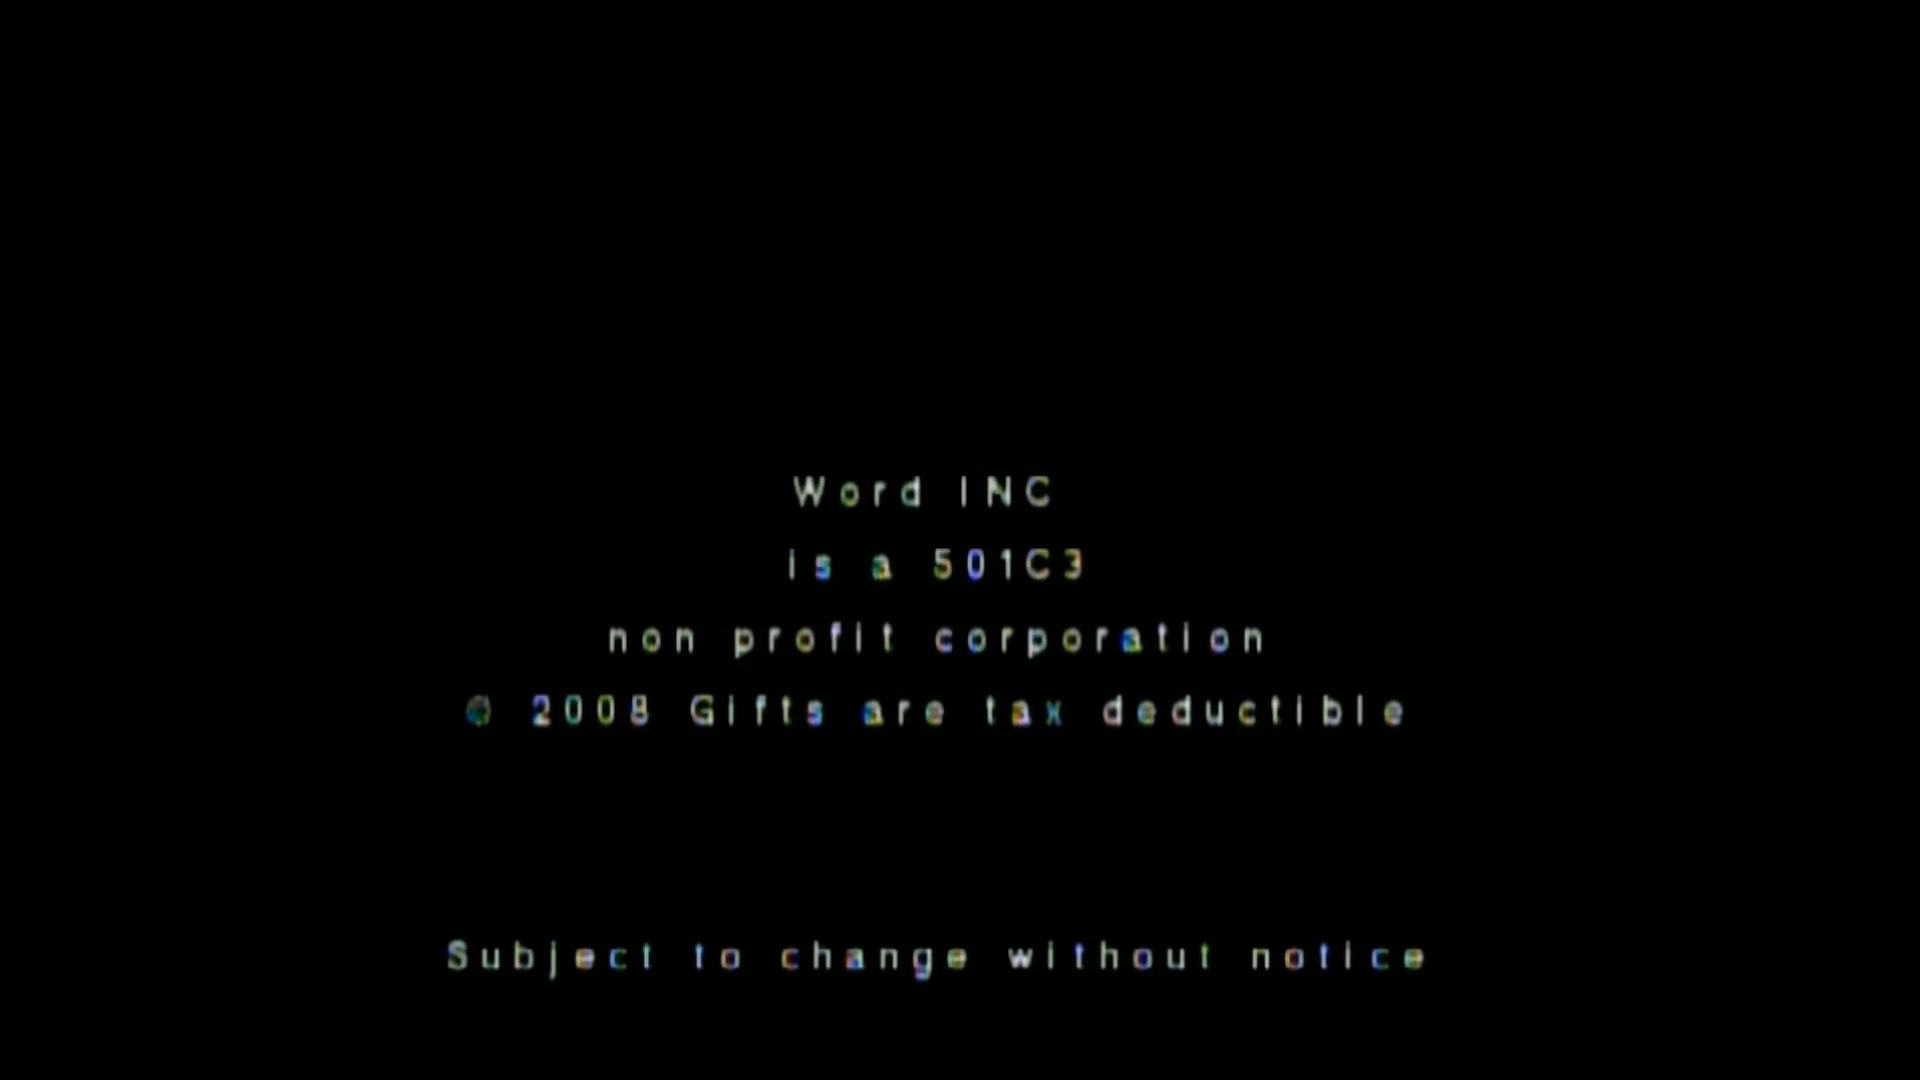 Word INC
is a 501C3
non profit corporation
© 2008 Gifts are tax deductible
Subject to change without notice